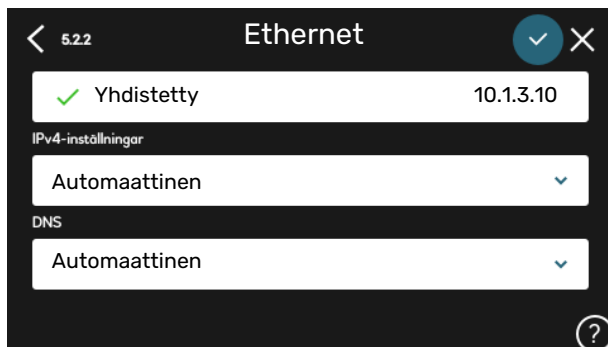 5.2.2 Ethernet
Yhdistetty 10.1.3.10
IPv4-inställningar
Automaattinen
DNS
Automaattinen
?